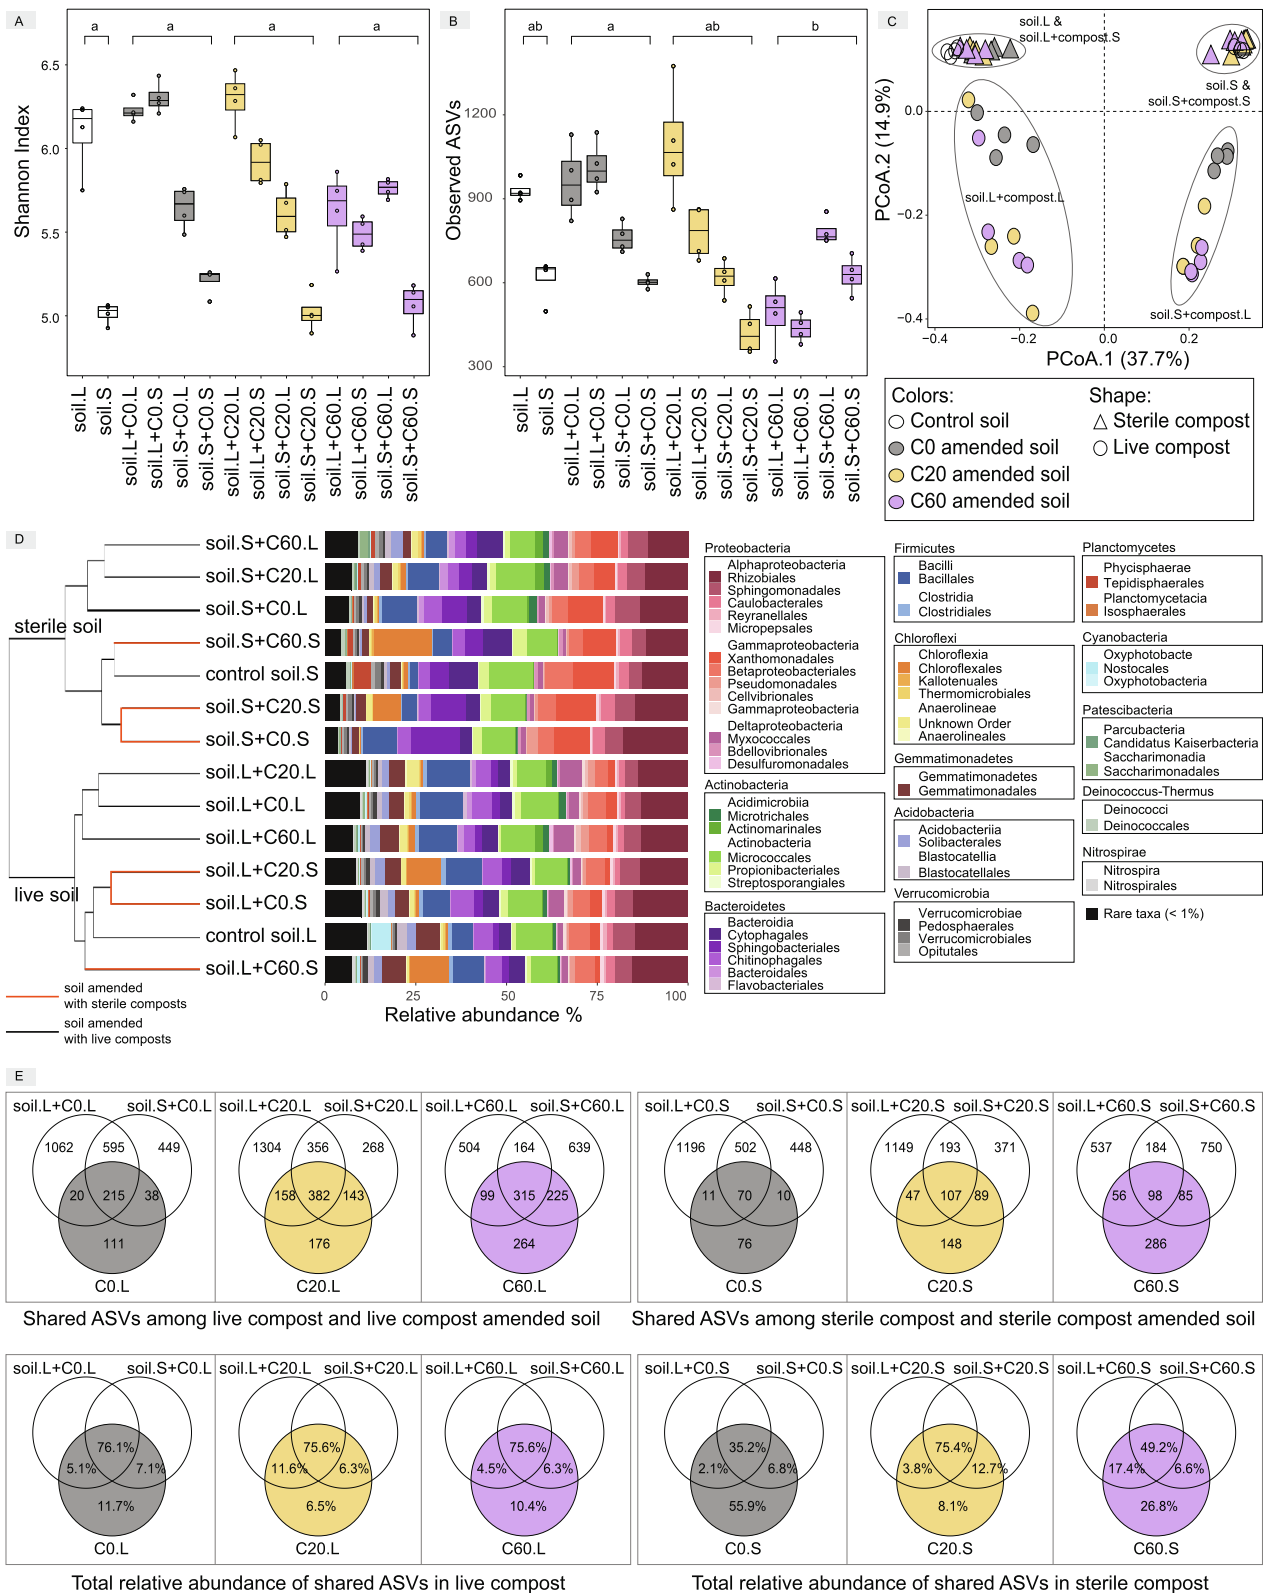 A
a
a
a
a
Shannon Index
6.5
6.0
5.5
5.0
soil.L
soil.S
soil.L+C0.L
soil.L+C0.S
soil.S+C0.L
soil.S+C0.S
soil.L+C20.L
soil.L+C20.S
soil.S+C20.L
soil.S+C20.S
soil.L+C60.L
soil.L+C60.S
soil.S+C60.L
soil.S+C60.S
B
ab
a
ab
b
Observed ASVs
1200
900
600
300
soil.L
soil.S
soil.L+C0.L
soil.L+C0.S
soil.S+C0.L
soil.S+C0.S
soil.L+C20.L
soil.L+C20.S
soil.S+C20.L
soil.S+C20.S
soil.L+C60.L
soil.L+C60.S
soil.S+C60.L
soil.S+C60.S
C
soil.L &
soil.L+compost.S
soil.S &
soil.S+compost.S
soil.L+compost.L
soil.S+compost.L
PCoA.2 (14.9%)
0.0
−0.2
−0.4
−0.4
−0.2
0.0
0.2
PCoA.1 (37.7%)
Colors:
Control soil
C0 amended soil
C20 amended soil
C60 amended soil
Shape:
Sterile compost
Live compost
D
sterile soil
live soil
soil.S+C60.L
soil.S+C20.L
soil.S+C0.L
soil.S+C60.S
control soil.S
soil.S+C20.S
soil.S+C0.S
soil.L+C20.L
soil.L+C0.L
soil.L+C60.L
soil.L+C20.S
soil.L+C0.S
control soil.L
soil.L+C60.S
soil amended
with sterile composts
soil amended
with live composts
0 25 50 75 100
Relative abundance %
Proteobacteria
Alphaproteobacteria
Rhizobiales
Sphingomonadales
Caulobacterales
Reyranellales
Micropepsales
Gammaproteobacteria
Xanthomonadales
Betaproteobacteriales
Pseudomonadales
Cellvibrionales
Gammaproteobacteria
Deltaproteobacteria
Myxococcales
Bdellovibrionales
Desulfuromonadales
Actinobacteria
Acidimicrobiia
Microtrichales
Actinomarinales
Actinobacteria
Micrococcales
Propionibacteriales
Streptosporangiales
Bacteroidetes
Bacteroidia
Cytophagales
Sphingobacteriales
Chitinophagales
Bacteroidales
Flavobacteriales
Firmicutes
Bacilli
Bacillales
Clostridia
Clostridiales
Chloroflexi
Chloroflexia
Chloroflexales
Kallotenuales
Thermomicrobiales
Anaerolineae
Unknown Order
Anaerolineales
Gemmatimonadetes
Gemmatimonadetes
Gemmatimonadales
Acidobacteria
Acidobacteriia
Solibacterales
Blastocatellia
Blastocatellales
Verrucomicrobia
Verrucomicrobiae
Pedosphaerales
Verrucomicrobiales
Opitutales
Planctomycetes
Phycisphaerae
Tepidisphaerales
Planctomycetacia
Isosphaerales
Cyanobacteria
Oxyphotobacte
Nostocales
Oxyphotobacteria
Patescibacteria
Parcubacteria
Candidatus Kaiserbacteria
Saccharimonadia
Saccharimonadales
Deinococcus-Thermus
Deinococci
Deinococcales
Nitrospirae
Nitrospira
Nitrospirales
Rare taxa (< 1%)
E
soil.L+C0.L soil.S+C0.L
1062 595 449
20 215 38
111
C0.L
soil.L+C20.L soil.S+C20.L
1304 356 268
158 382 143
176
C20.L
soil.L+C60.L soil.S+C60.L
504 164 639
99 315 225
264
C60.L
Shared ASVs among live compost and live compost amended soil
soil.L+C0.S soil.S+C0.S
1196 502 448
11 70 10
76
C0.S
soil.L+C20.S soil.S+C20.S
1149 193 371
47 107 89
148
C20.S
soil.L+C60.S soil.S+C60.S
537 184 750
56 98 85
286
C60.S
Shared ASVs among sterile compost and sterile compost amended soil
soil.L+C0.L soil.S+C0.L
76.1%
5.1% 7.1%
11.7%
C0.L
soil.L+C20.L soil.S+C20.L
75.6%
11.6% 6.3%
6.5%
C20.L
soil.L+C60.L soil.S+C60.L
75.6%
4.5% 6.3%
10.4%
C60.L
Total relative abundance of shared ASVs in live compost
soil.L+C0.S soil.S+C0.S
35.2%
2.1% 6.8%
55.9%
C0.S
soil.L+C20.S soil.S+C20.S
75.4%
3.8% 12.7%
8.1%
C20.S
soil.L+C60.S soil.S+C60.S
49.2%
17.4% 6.6%
26.8%
C60.S
Total relative abundance of shared ASVs in sterile compost